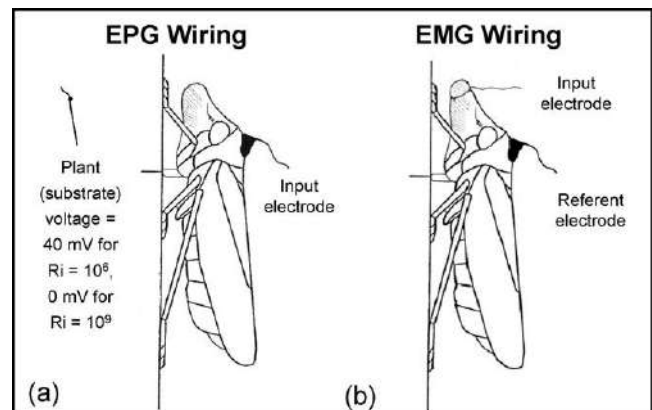 EPG Wiring
Plant
(substrate)
voltage =
40 mV for
Ri = 10⁶,
0 mV for
Ri = 10⁹
Input
electrode
(a)
EMG Wiring
Input
electrode
Referent
electrode
(b)